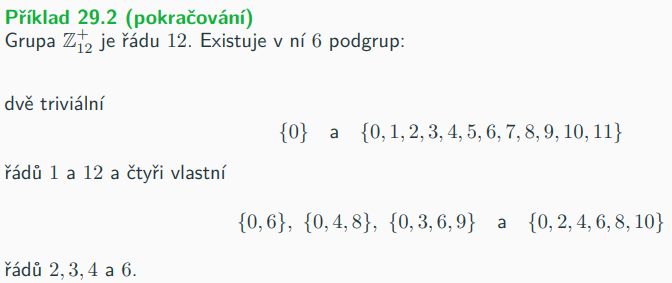 Příklad 29.2 (pokračování)
Grupa ℤ₁₂⁺ je řádu 12. Existuje v ní 6 podgrup:
dvě triviální
{0} a {0, 1, 2, 3, 4, 5, 6, 7, 8, 9, 10, 11}
řádů 1 a 12 a čtyři vlastní
{0, 6}, {0, 4, 8}, {0, 3, 6, 9} a {0, 2, 4, 6, 8, 10}
řádů 2, 3, 4 a 6.